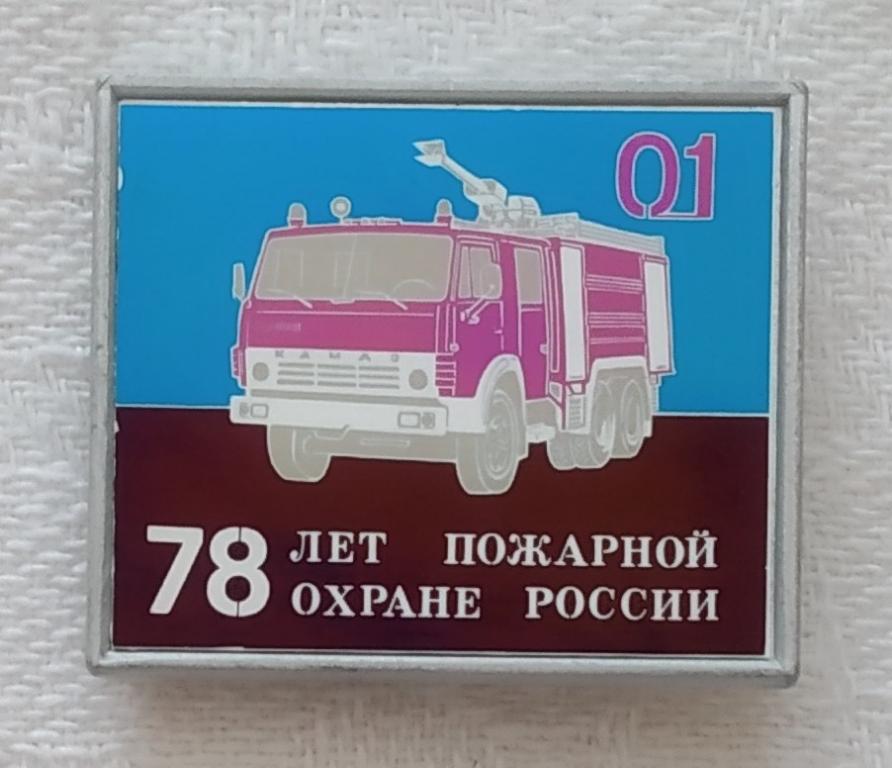 01
КАМАЗ
78 ЛЕТ ПОЖАРНОЙ
ОХРАНЕ РОССИИ